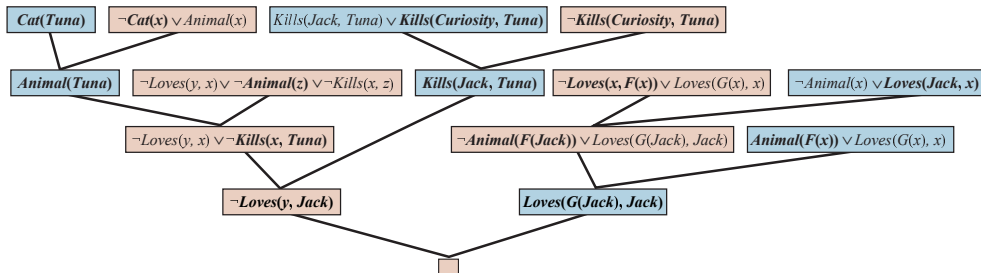 Cat(Tuna) ¬Cat(x) ∨ Animal(x) Kills(Jack, Tuna) ∨ Kills(Curiosity, Tuna) ¬Kills(Curiosity, Tuna)
Animal(Tuna) ¬Loves(y, x) ∨ ¬Animal(z) ∨ ¬Kills(x, z) Kills(Jack, Tuna) ¬Loves(x, F(x)) ∨ Loves(G(x), x) ¬Animal(x) ∨ Loves(Jack, x)
¬Loves(y, x) ∨ ¬Kills(x, Tuna) ¬Animal(F(Jack)) ∨ Loves(G(Jack), Jack) Animal(F(x)) ∨ Loves(G(x), x)
¬Loves(y, Jack) Loves(G(Jack), Jack)